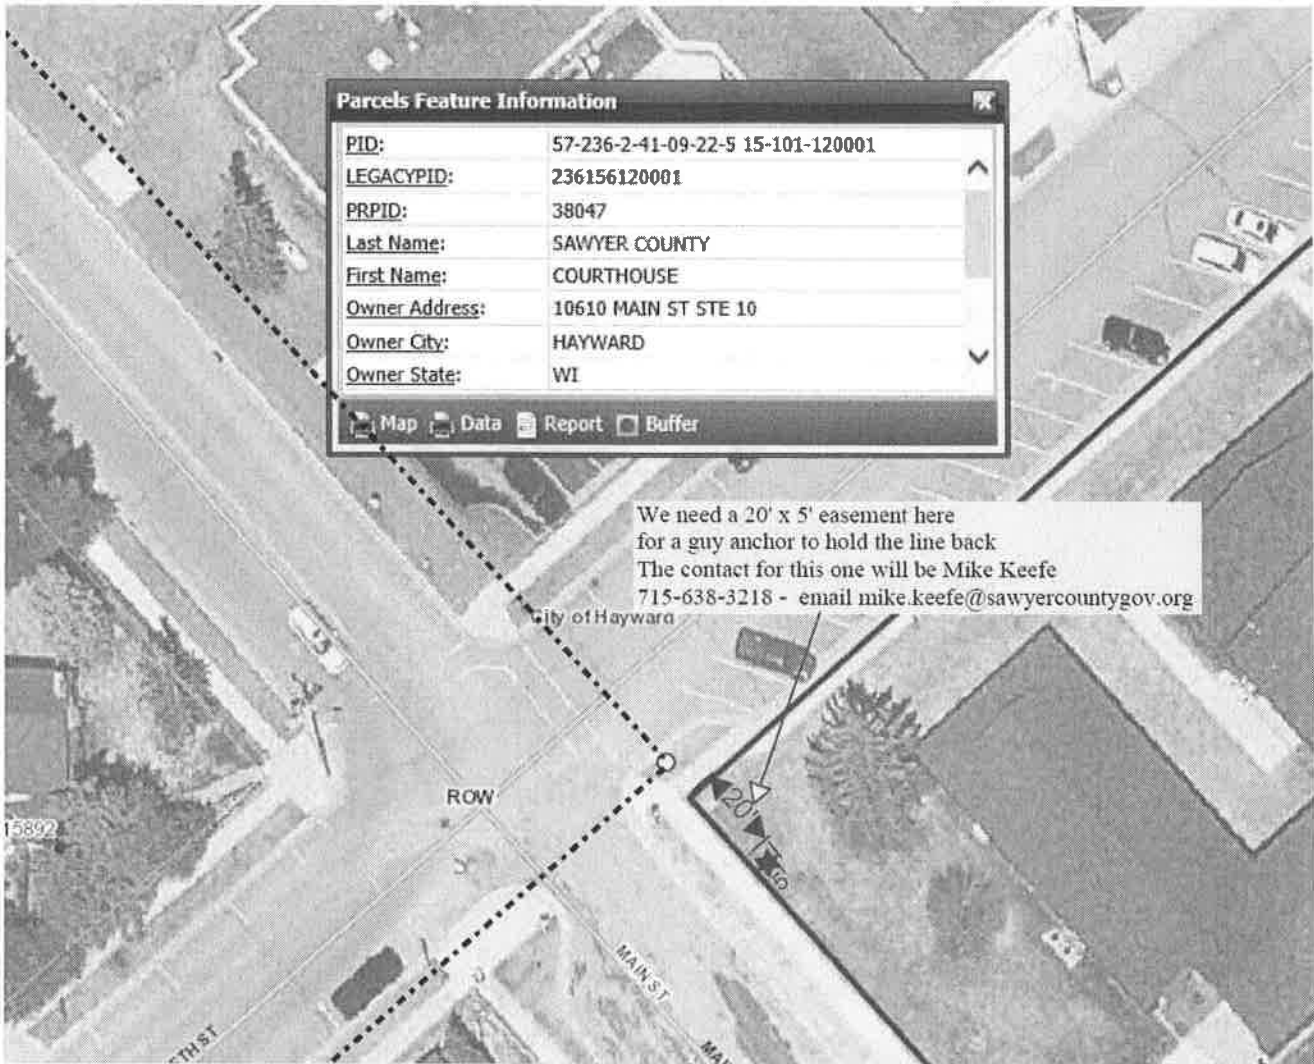 Parcels Feature Information
PID: 57-236-2-41-09-22-5 15-101-120001
LEGACYPID: 236156120001
PRPID: 38047
Last Name: SAWYER COUNTY
First Name: COURTHOUSE
Owner Address: 10610 MAIN ST STE 10
Owner City: HAYWARD
Owner State: WI
Map Data Report Buffer
We need a 20' x 5' easement here
for a guy anchor to hold the line back
The contact for this one will be Mike Keefe
715-638-3218 - email mike.keefe@sawyercountygov.org
City of Hayward
ROW
20'
5'
15892
MAIN ST
5TH ST